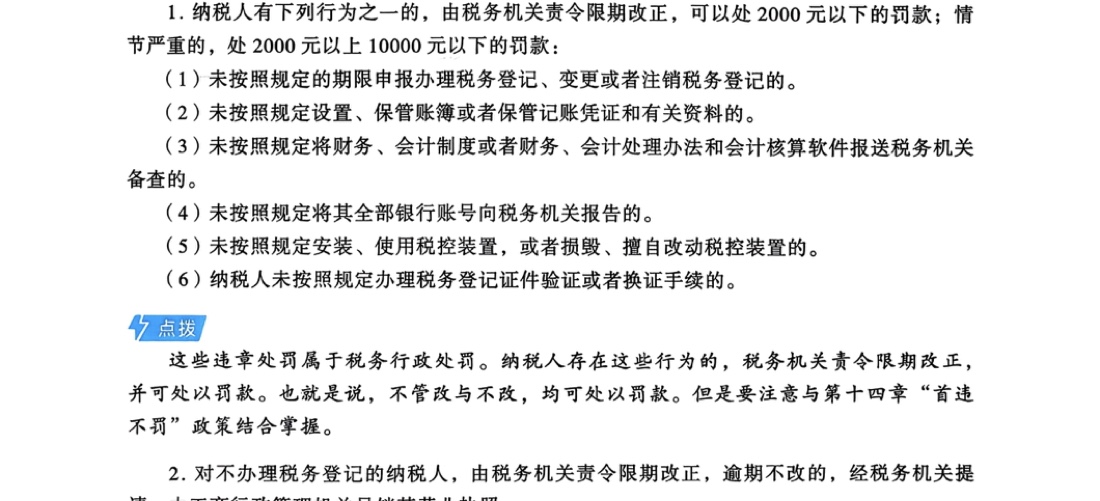 1. 纳税人有下列行为之一的，由税务机关责令限期改正，可以处 2000 元以下的罚款；情
节严重的，处 2000 元以上 10000 元以下的罚款：
（1）未按照规定的期限申报办理税务登记、变更或者注销税务登记的。
（2）未按照规定设置、保管账簿或者保管记账凭证和有关资料的。
（3）未按照规定将财务、会计制度或者财务、会计处理办法和会计核算软件报送税务机关
备查的。
（4）未按照规定将其全部银行账号向税务机关报告的。
（5）未按照规定安装、使用税控装置，或者损毁、擅自改动税控装置的。
（6）纳税人未按照规定办理税务登记证件验证或者换证手续的。
点拨
这些违章处罚属于税务行政处罚。纳税人存在这些行为的，税务机关责令限期改正，
并可处以罚款。也就是说，不管改与不改，均可处以罚款。但是要注意与第十四章“首违
不罚”政策结合掌握。
2. 对不办理税务登记的纳税人，由税务机关责令限期改正，逾期不改的，经税务机关提